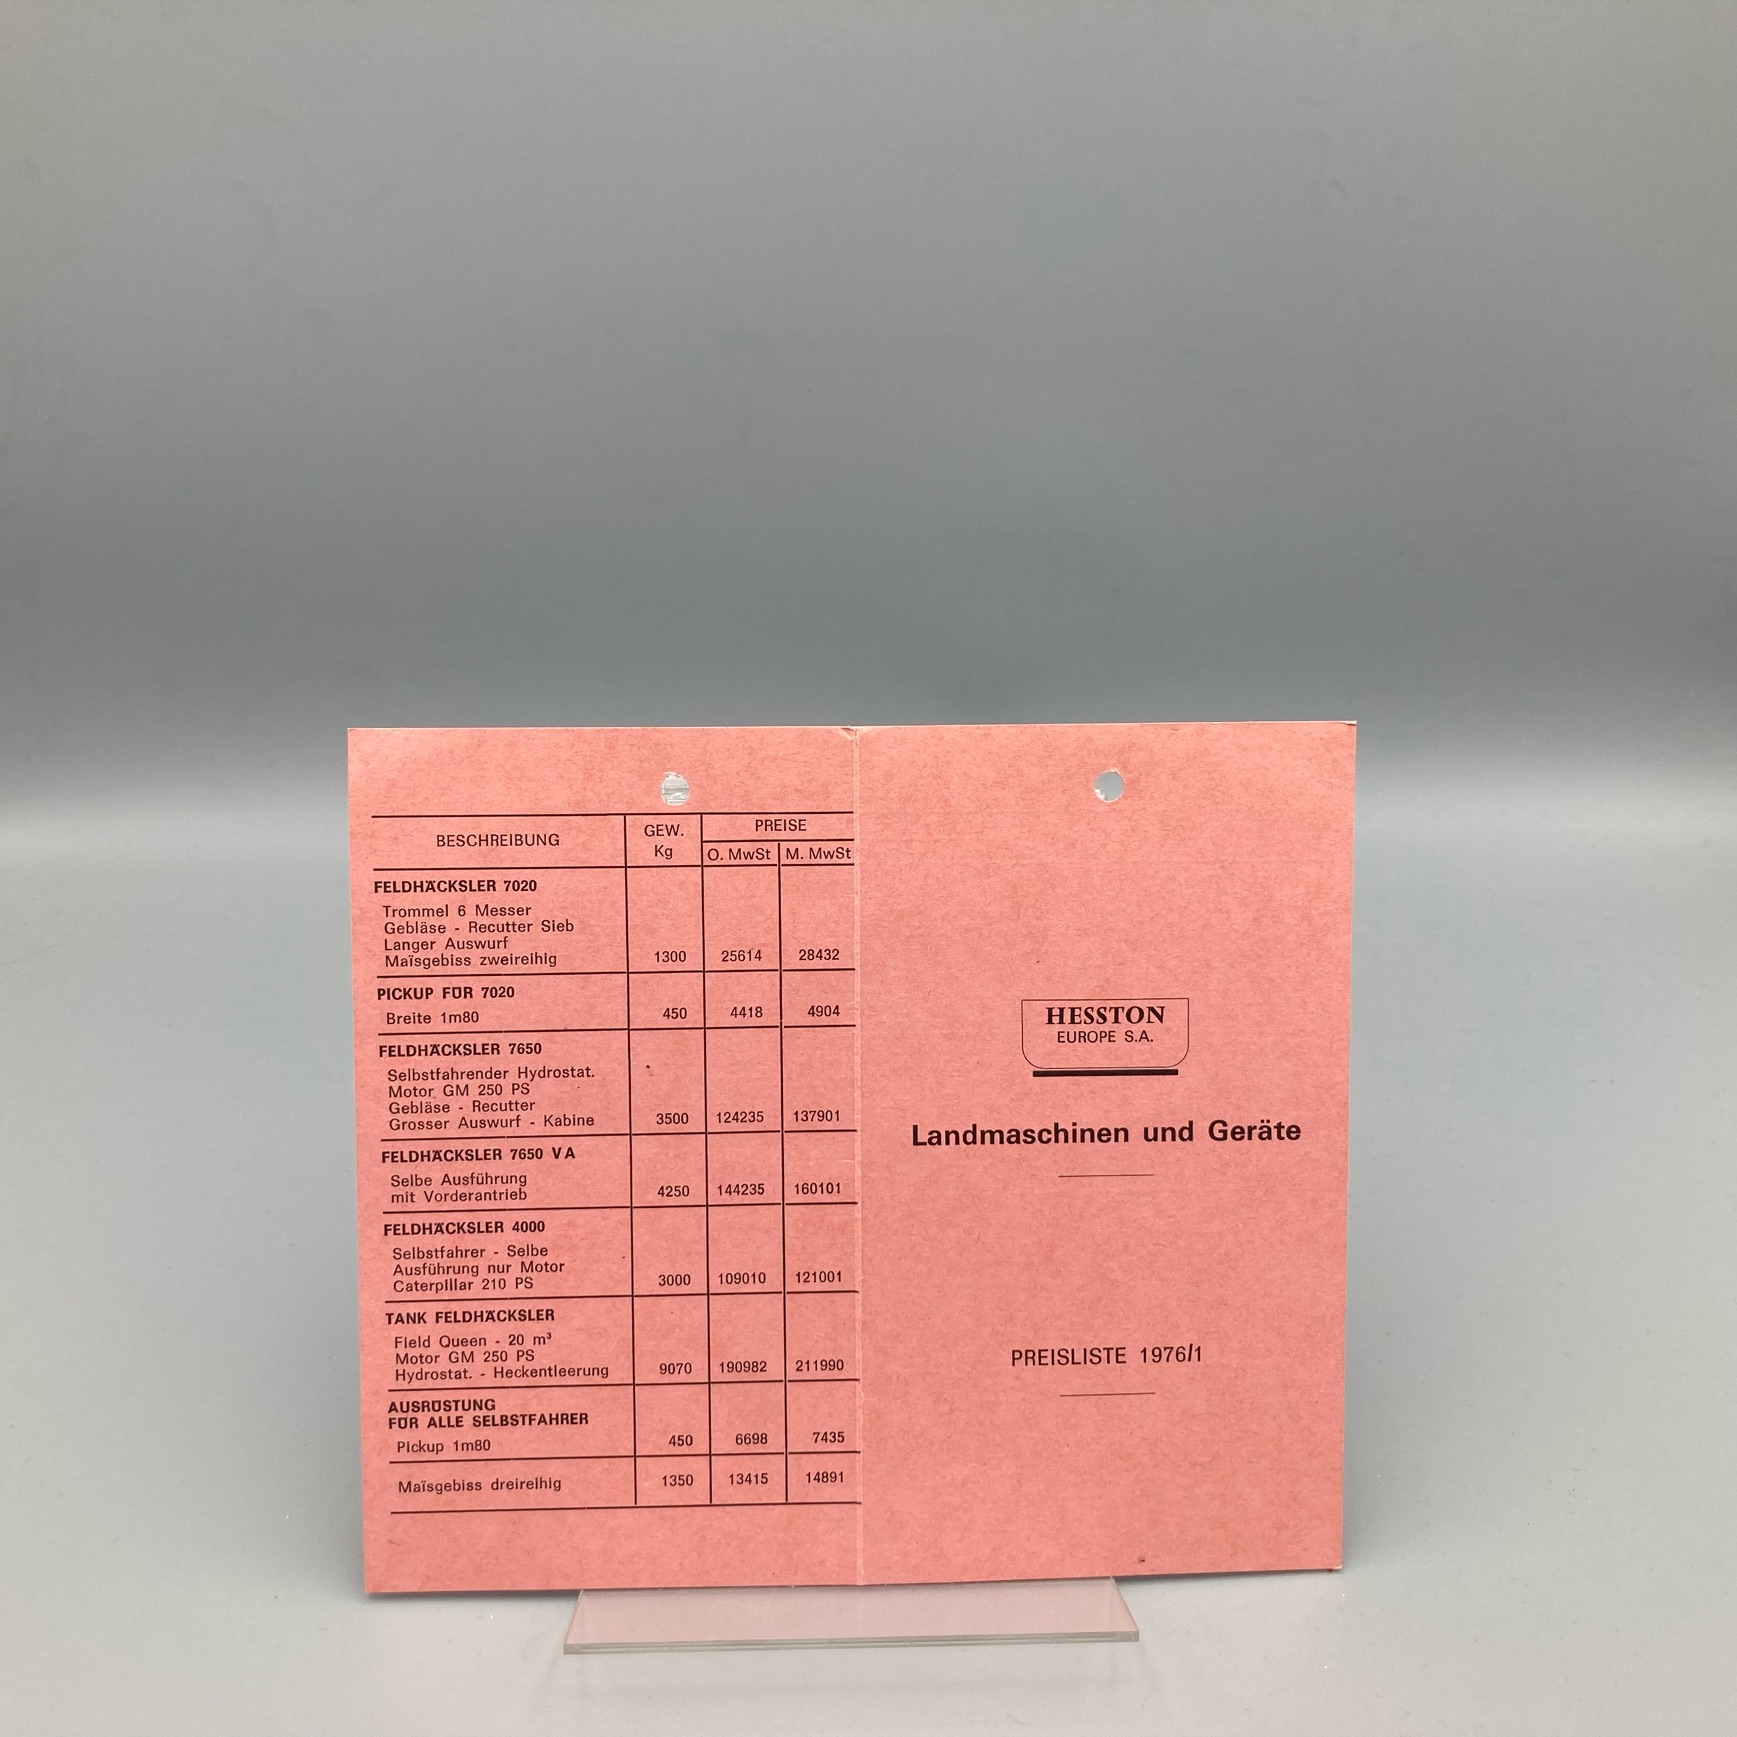 BESCHREIBUNG GEW. Kg PREISE
O. MwSt M. MwSt
FELDHÄCKSLER 7020
Trommel 6 Messer
Gebläse - Recutter Sieb
Langer Auswurf
Maïsgebiss zweireihig 1300 25614 28432
PICKUP FÜR 7020
Breite 1m80 450 4418 4904
FELDHÄCKSLER 7650
Selbstfahrender Hydrostat.
Motor GM 250 PS
Gebläse - Recutter
Grosser Auswurf - Kabine 3500 124235 137901
FELDHÄCKSLER 7650 VA
Selbe Ausführung
mit Vorderantrieb 4250 144235 160101
FELDHÄCKSLER 4000
Selbstfahrer - Selbe
Ausführung nur Motor
Caterpillar 210 PS 3000 109010 121001
TANK FELDHÄCKSLER
Field Queen - 20 m³
Motor GM 250 PS
Hydrostat. - Heckentleerung 9070 190982 211990
AUSRÜSTUNG
FÜR ALLE SELBSTFAHRER
Pickup 1m80 450 6698 7435
Maïsgebiss dreireihig 1350 13415 14891
HESSTON
EUROPE S.A.
Landmaschinen und Geräte
PREISLISTE 1976/1